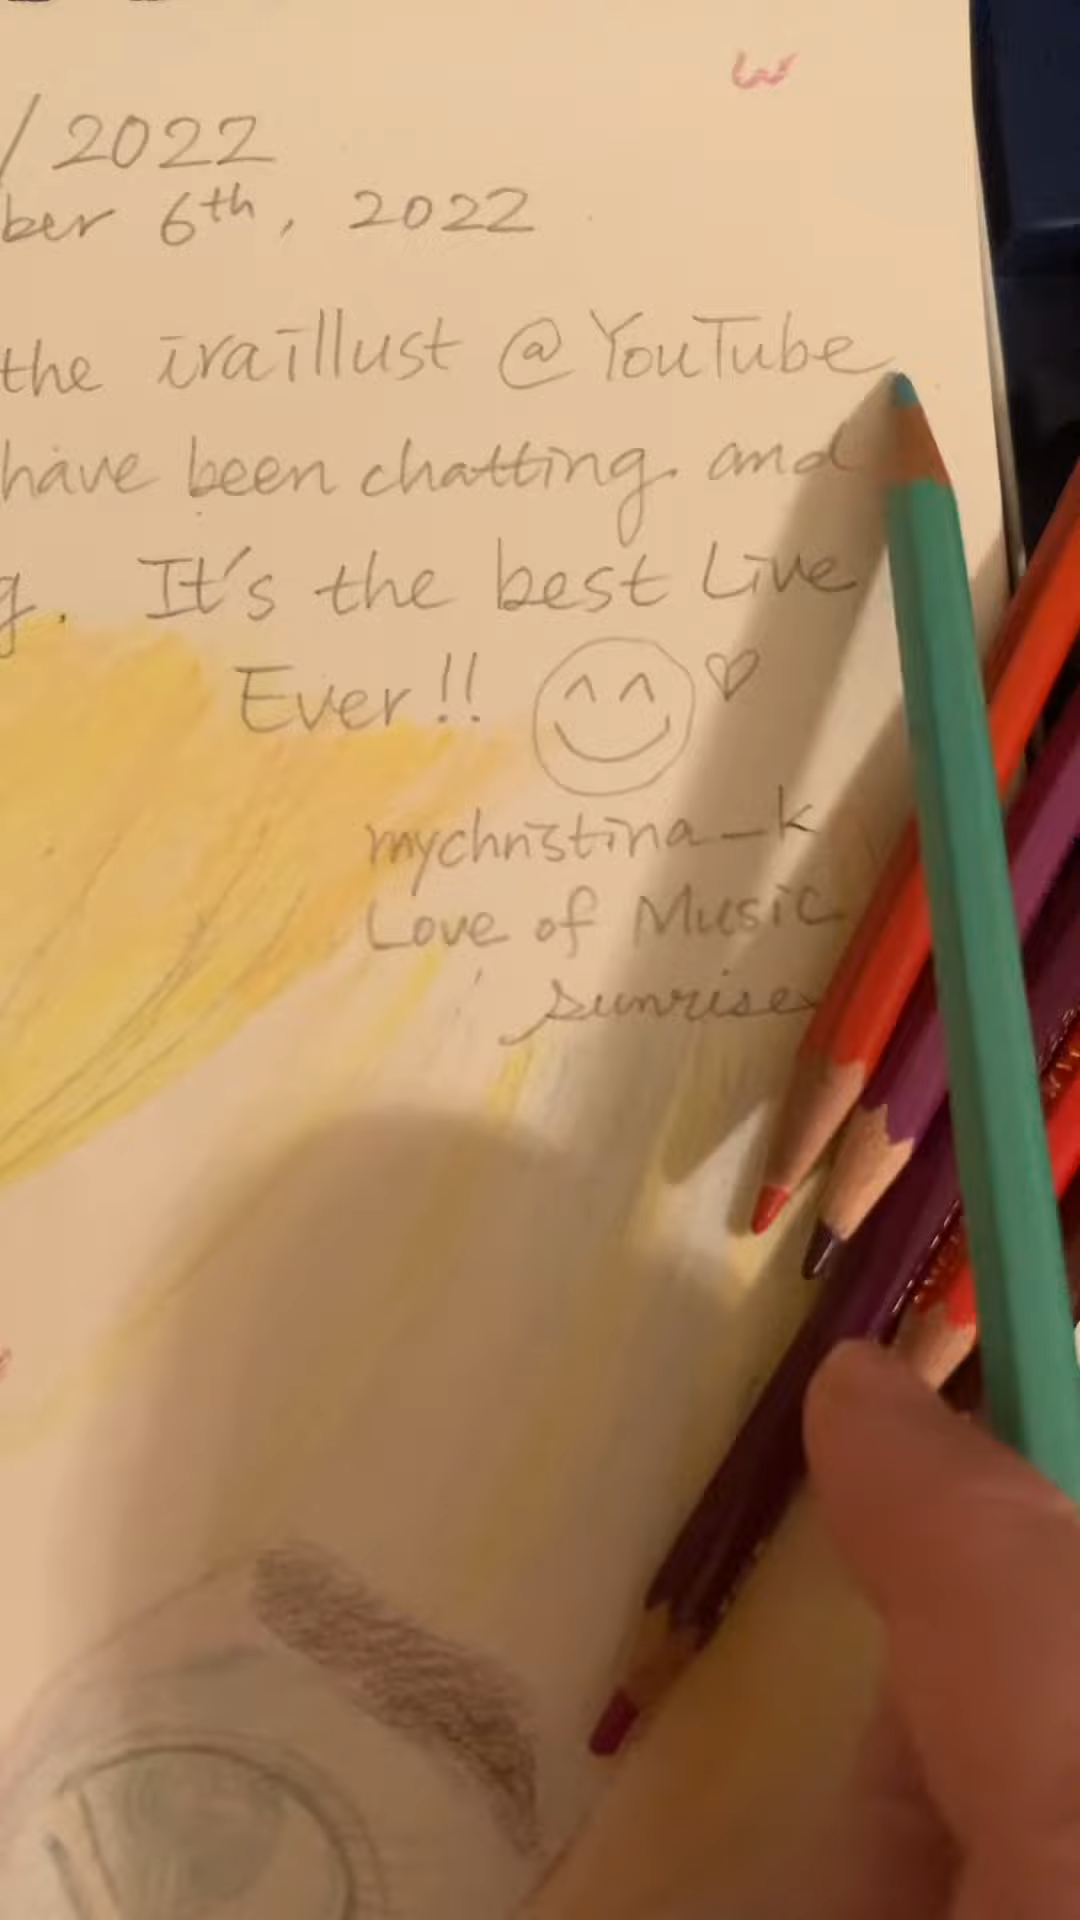 w
/2022
ber 6th, 2022
the iraillust @YouTube
have been chatting and
g. It's the best Live
Ever!!
mychristina_k
Love of Music
sunrise